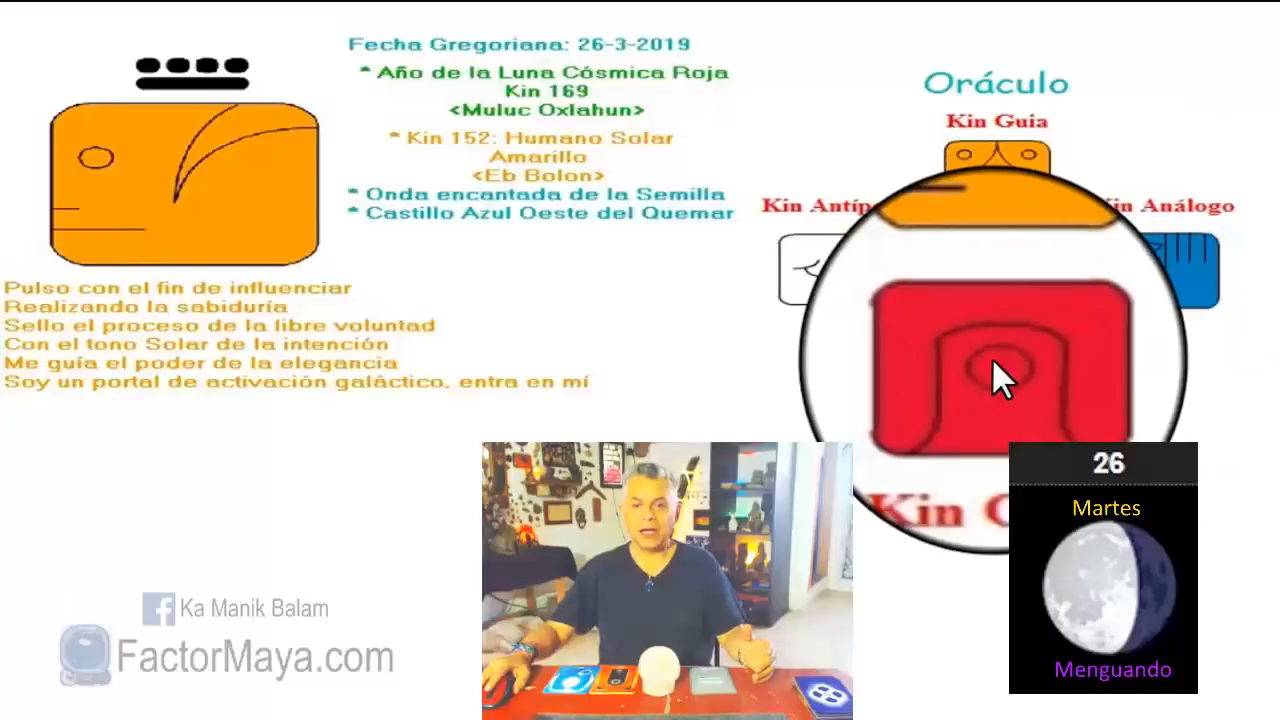 Fecha Gregoriana: 26-3-2019
* Año de la Luna Cósmica Roja
Kin 169
<Muluc Oxlahun>
* Kin 152: Humano Solar
Amarillo
<Eb Bolon>
* Onda encantada de la Semilla
* Castillo Azul Oeste del Quemar
Pulso con el fin de influenciar
Realizando la sabiduría
Sello el proceso de la libre voluntad
Con el tono Solar de la intención
Me guía el poder de la elegancia
Soy un portal de activación galáctico, entra en mí
Oráculo
Kin Guia
Kin Antíp
Kin Análogo
Kin
26
Martes
Menguando
Ka Manik Balam
FactorMaya.com